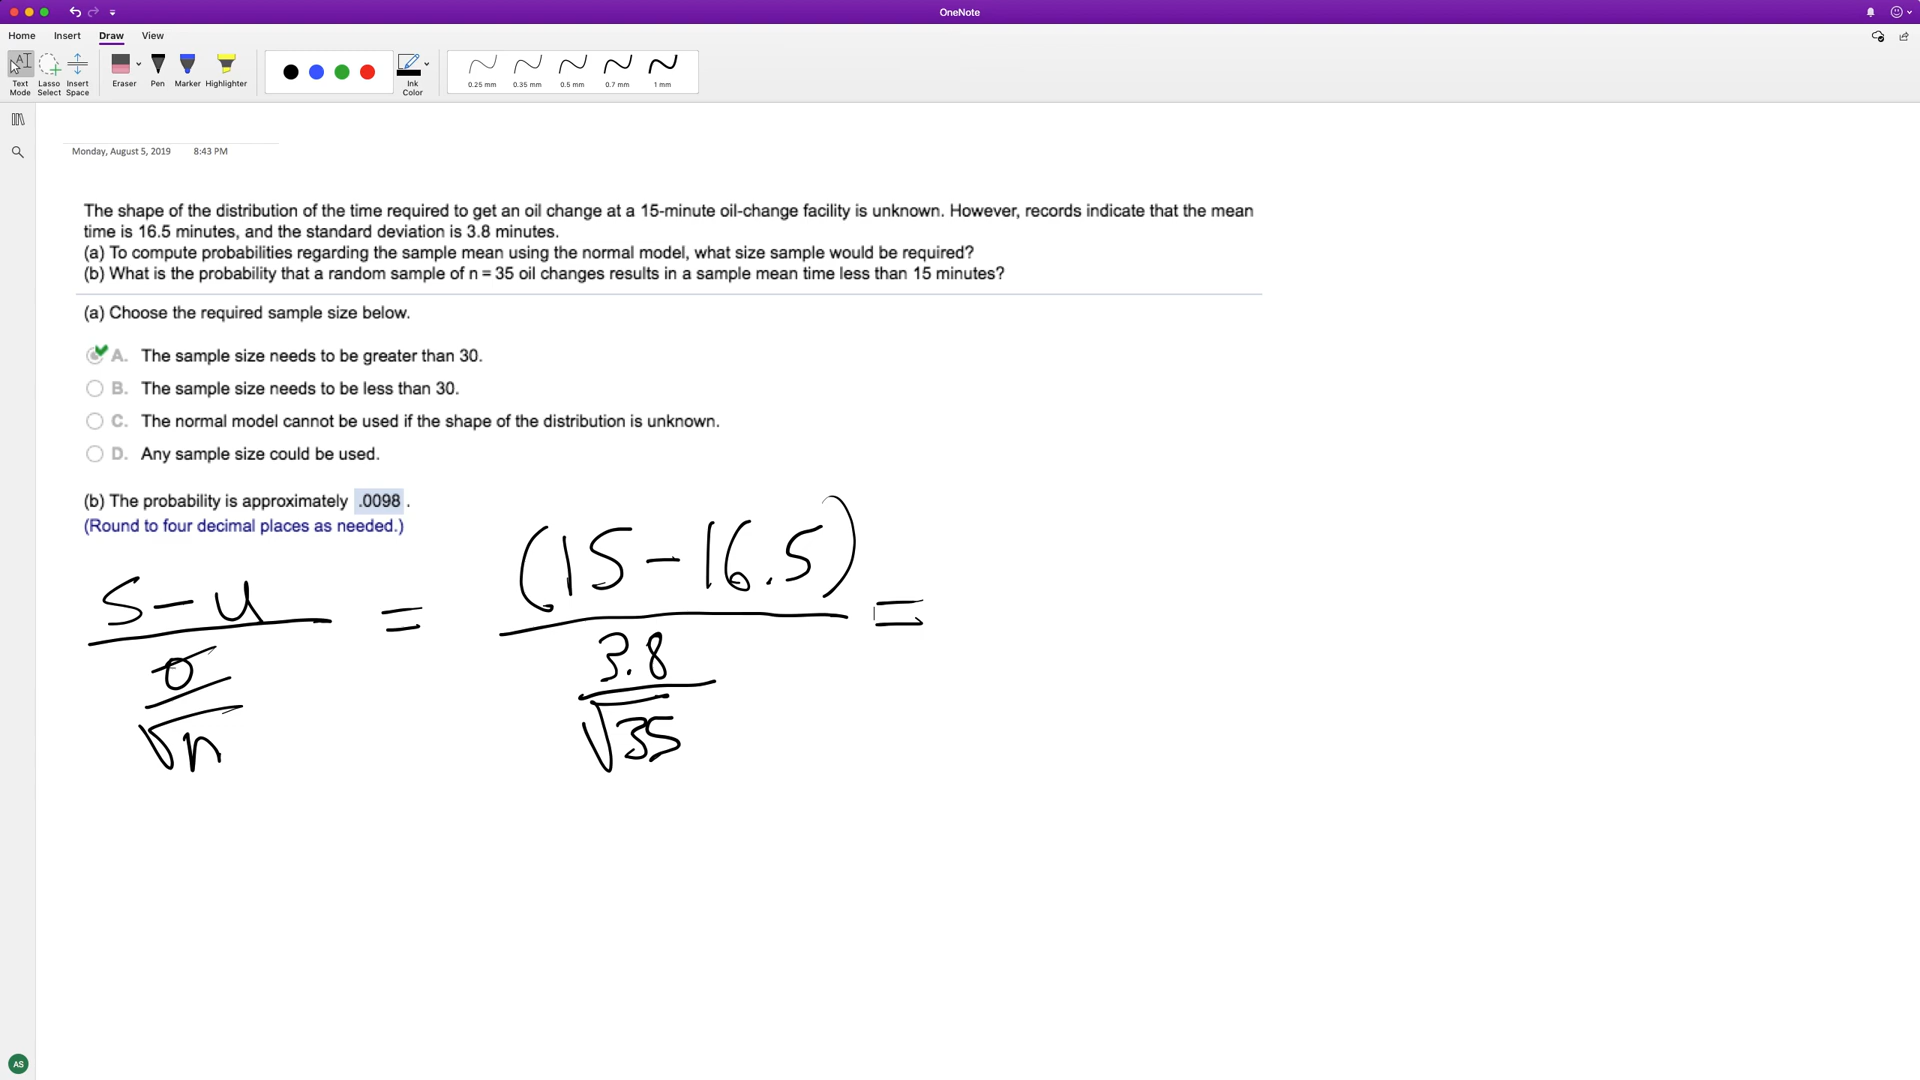 OneNote
Home Insert Draw View
Text Mode
Lasso Select
Insert Space
Eraser
Pen
Marker
Highlighter
Ink Color
0.25 mm 0.35 mm 0.5 mm 0.7 mm 1 mm
Monday, August 5, 2019 8:43 PM
The shape of the distribution of the time required to get an oil change at a 15-minute oil-change facility is unknown. However, records indicate that the mean
time is 16.5 minutes, and the standard deviation is 3.8 minutes.
(a) To compute probabilities regarding the sample mean using the normal model, what size sample would be required?
(b) What is the probability that a random sample of n = 35 oil changes results in a sample mean time less than 15 minutes?
(a) Choose the required sample size below.
A. The sample size needs to be greater than 30.
B. The sample size needs to be less than 30.
C. The normal model cannot be used if the shape of the distribution is unknown.
D. Any sample size could be used.
(b) The probability is approximately .0098 .
(Round to four decimal places as needed.)
s - u = (15 - 16.5) =
σ 3.8
√n √35
AS